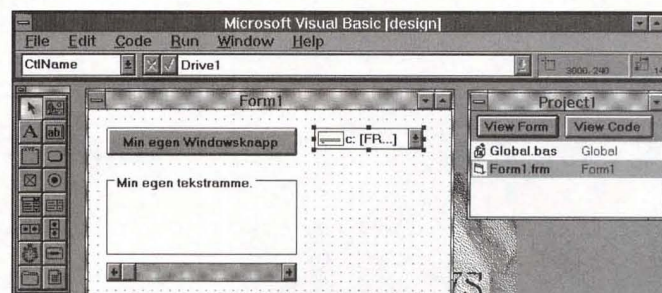 Microsoft Visual Basic [design]
File Edit Code Run Window Help
CtlName Drive1 3000,-240
Form1
Min egen Windowsknapp
c: [FR...]
Min egen tekstramme.
A ab
Project1
View Form View Code
Global.bas Global
Form1.frm Form1